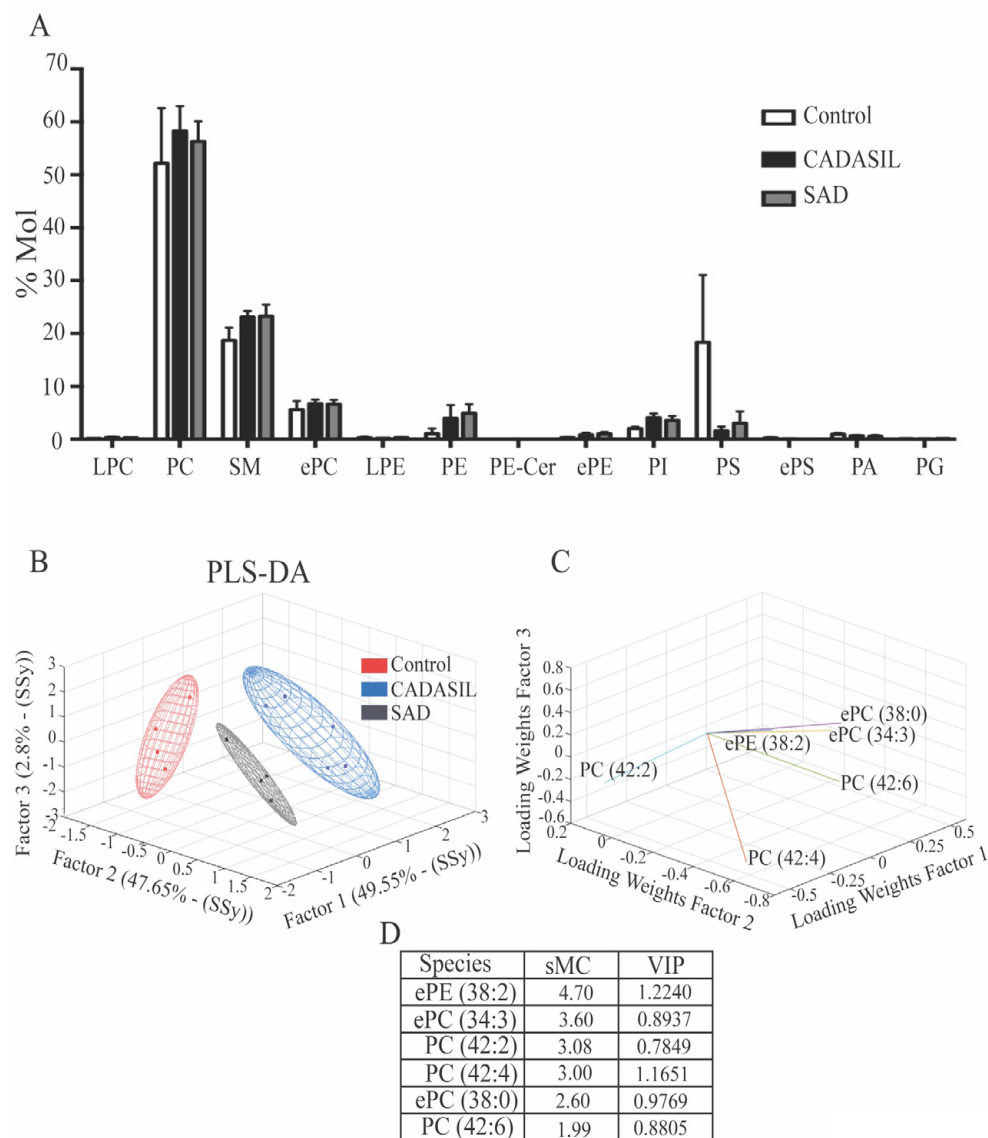 A
70
60
50
40
30
20
10
0
% Mol
Control
CADASIL
SAD
LPC PC SM ePC LPE PE PE-Cer ePE PI PS ePS PA PG
B
PLS-DA
Control
CADASIL
SAD
3
2
1
0
-1
-2
-3
Factor 3 (2.8% - (SSy))
-2 -1.5 -1 -1 0 0.5 1 1.5 2
Factor 2 (47.65% - (SSy))
-2 -1 0 1 2 3
Factor 1 (49.55% - (SSy))
C
0.8
0.6
0.4
0.2
0
-0.2
-0.4
-0.6
Loading Weights Factor 3
0.2 0 -0.2 -0.4 -0.6 -0.8
Loading Weights Factor 2
-0.5 -0.25 0 0.25 0.5
Loading Weights Factor 1
ePC (38:0)
ePC (34:3)
ePE (38:2)
PC (42:2)
PC (42:6)
PC (42:4)
D
Species sMC VIP
ePE (38:2) 4.70 1.2240
ePC (34:3) 3.60 0.8937
PC (42:2) 3.08 0.7849
PC (42:4) 3.00 1.1651
ePC (38:0) 2.60 0.9769
PC (42:6) 1.99 0.8805